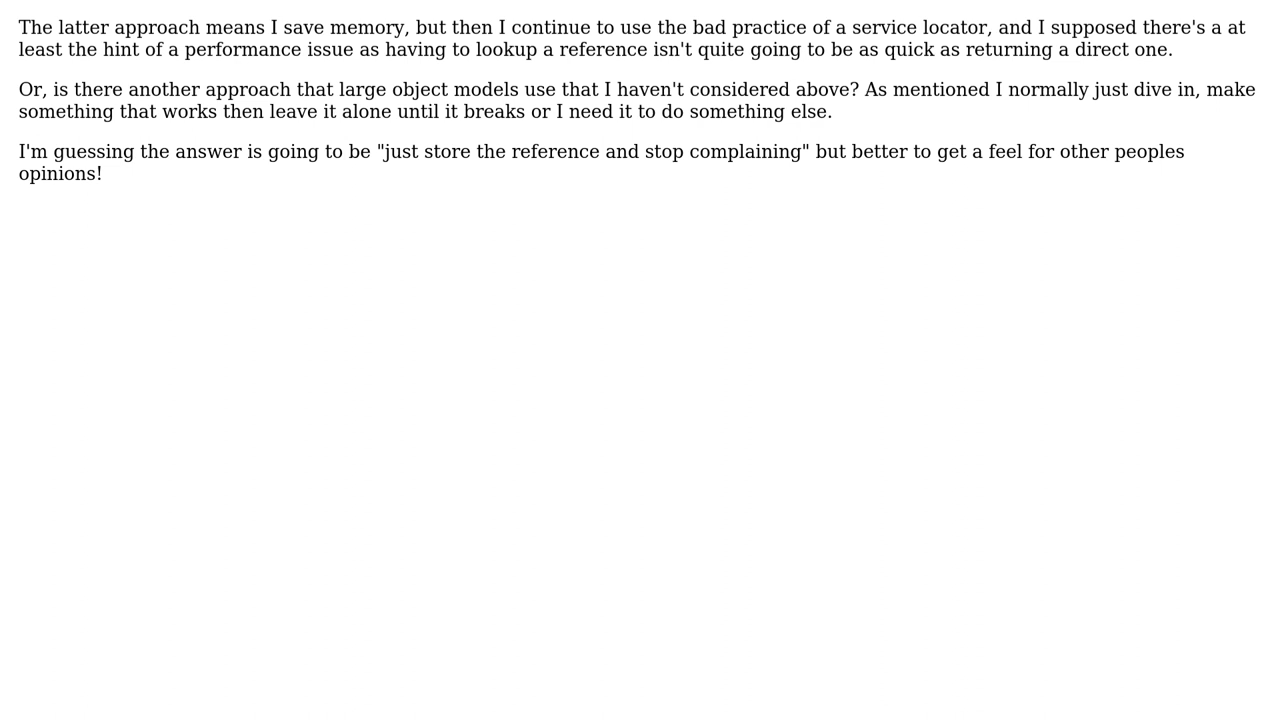 The latter approach means I save memory, but then I continue to use the bad practice of a service locator, and I supposed there's a at
least the hint of a performance issue as having to lookup a reference isn't quite going to be as quick as returning a direct one.
Or, is there another approach that large object models use that I haven't considered above? As mentioned I normally just dive in, make
something that works then leave it alone until it breaks or I need it to do something else.
I'm guessing the answer is going to be "just store the reference and stop complaining" but better to get a feel for other peoples
opinions!